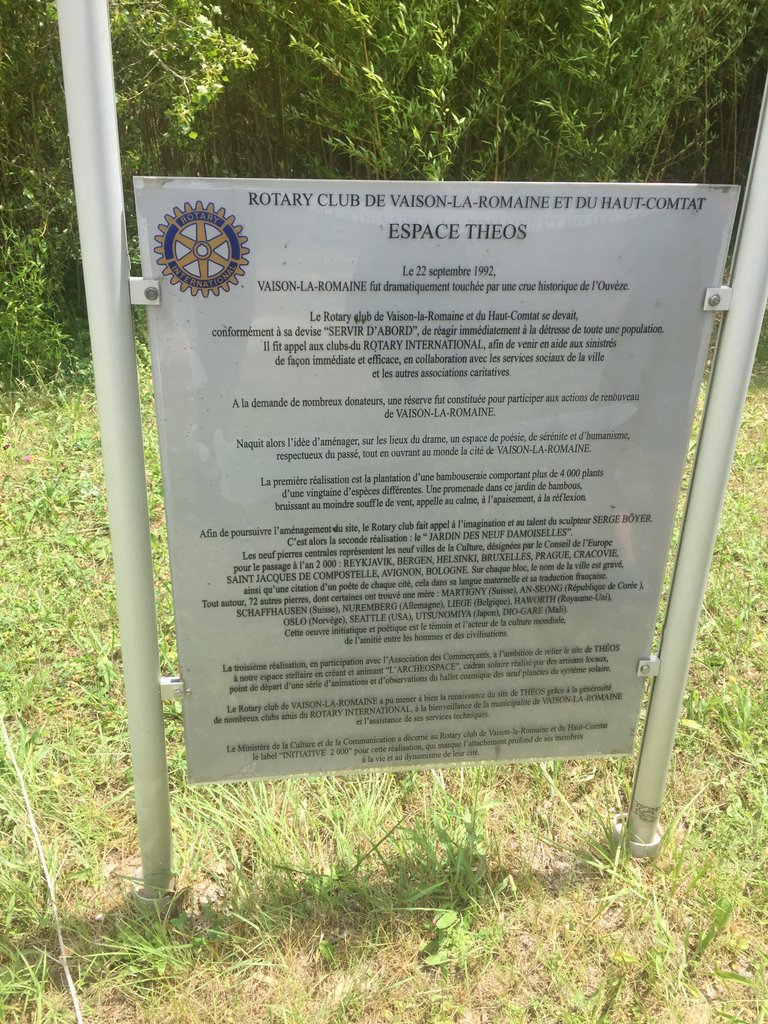 ROTARY CLUB DE VAISON-LA-ROMAINE ET DU HAUT-COMTAT
ROTARY
INTERNATIONAL
ESPACE THEOS
Le 22 septembre 1992,
VAISON-LA-ROMAINE fut dramatiquement touchée par une crue historique de l'Ouvèze.
Le Rotary club de Vaison-la-Romaine et du Haut-Comtat se devait,
conformément à sa devise "SERVIR D'ABORD", de réagir immédiatement à la détresse de toute une population.
Il fit appel aux clubs du ROTARY INTERNATIONAL, afin de venir en aide aux sinistrés
de façon immédiate et efficace, en collaboration avec les services sociaux de la ville
et les autres associations caritatives.
A la demande de nombreux donateurs, une réserve fut constituée pour participer aux actions de renouveau
de VAISON-LA-ROMAINE.
Naquit alors l'idée d'aménager, sur les lieux du drame, un espace de poésie, de sérénite et d'humanisme,
respectueux du passé, tout en ouvrant au monde la cité de VAISON-LA-ROMAINE.
La première réalisation est la plantation d'une bambouseraie comportant plus de 4 000 plants
d'une vingtaine d'espèces différentes. Une promenade dans ce jardin de bambous,
bruissant au moindre souffle de vent, appelle au calme, à l'apaisement, à la réflexion.
Afin de poursuivre l'aménagement du site, le Rotary club fait appel à l'imagination et au talent du sculpteur SERGE BÖYER.
C'est alors la seconde réalisation : le "JARDIN DES NEUF DAMOISELLES".
Les neuf pierres centrales représentent les neuf villes de la Culture, désignées par le Conseil de l'Europe
pour le passage à l'an 2 000 : REYKJAVIK, BERGEN, HELSINKI, BRUXELLES, PRAGUE, CRACOVIE,
SAINT JACQUES DE COMPOSTELLE, AVIGNON, BOLOGNE. Sur chaque bloc, le nom de la ville est gravé,
ainsi qu'une citation d'un poète de chaque cité, cela dans sa langue maternelle et sa traduction française.
Tout autour, 72 autres pierres, dont certaines ont trouvé une mère : MARTIGNY (Suisse), AN-SEONG (République de Corée ),
SCHAFFHAUSEN (Suisse), NUREMBERG (Allemagne), LIEGE (Belgique), HAWORTH (Royaume-Uni),
OSLO (Norvège), SEATTLE (USA), UTSUNOMIYA (Japon), DIO-GARE (Mali).
Cette oeuvre initiatique et poétique est le témoin et l'acteur de la culture mondiale,
de l'amitié entre les hommes et des civilisations.
La troisième réalisation, en participation avec l'Association des Commerçants, a l'ambition de relier le site de THÉOS
à notre espace stellaire en créant et animant "L'ARCHEOSPACE", cadran solaire réalisé par des artisans locaux,
point de départ d'une série d'animations et d'observations du ballet cosmique des neuf planètes du système solaire.
Le Rotary club de VAISON-LA-ROMAINE a pu mener à bien la renaissance du site de THÉOS grâce à la générosité
de nombreux clubs amis du ROTARY INTERNATIONAL, à la bienveillance de la municipalité de VAISON-LA-ROMAINE
et l'assistance de ses services techniques.
Le Ministère de la Culture et de la Communication a décerné au Rotary club de Vaison-la-Romaine et du Haut-Comtat
le label "INITIATIVE 2 000" pour cette réalisation, qui marque l'attachement profond de ses membres
à la vie et au dynamisme de leur cité.